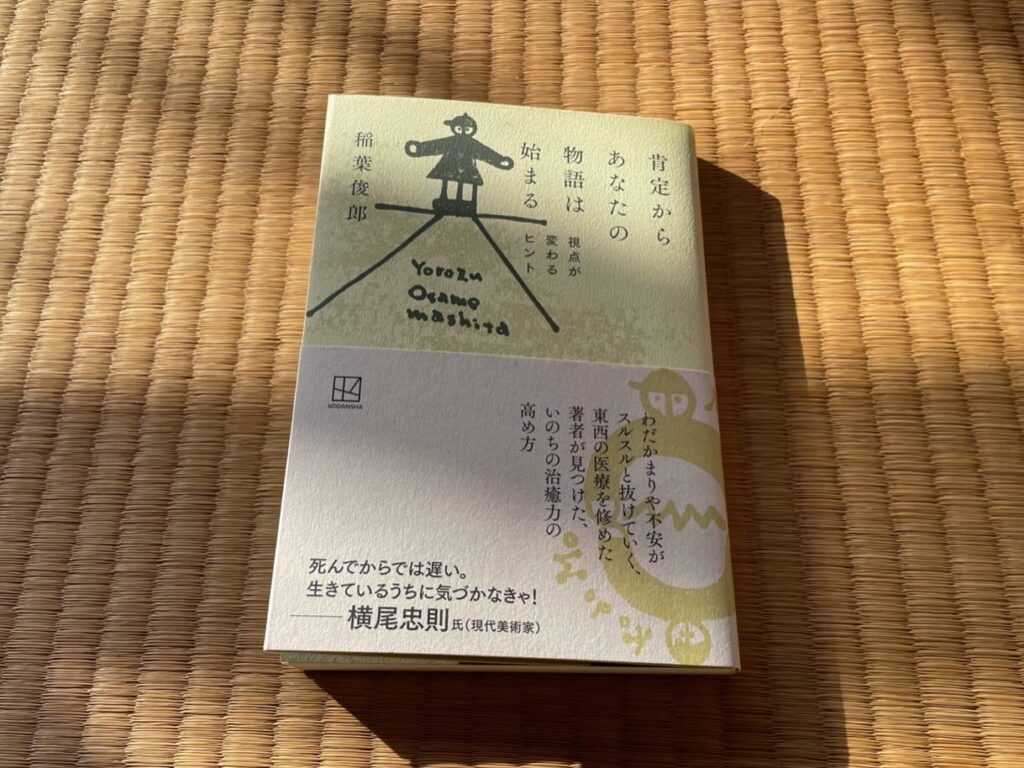 肯定から
あなたの
物語は
始まる
視点が
変わる
ヒント
稲葉俊郎
Yorozu
Osamo
mashita
KODANSHA
わだかまりや不安が
スルスルと抜けていく、
東西の医療を修めた
著者が見つけた、
いのちの治癒力の
高め方
死んでからでは遅い。
生きているうちに気づかなきゃ!
横尾忠則氏(現代美術家)